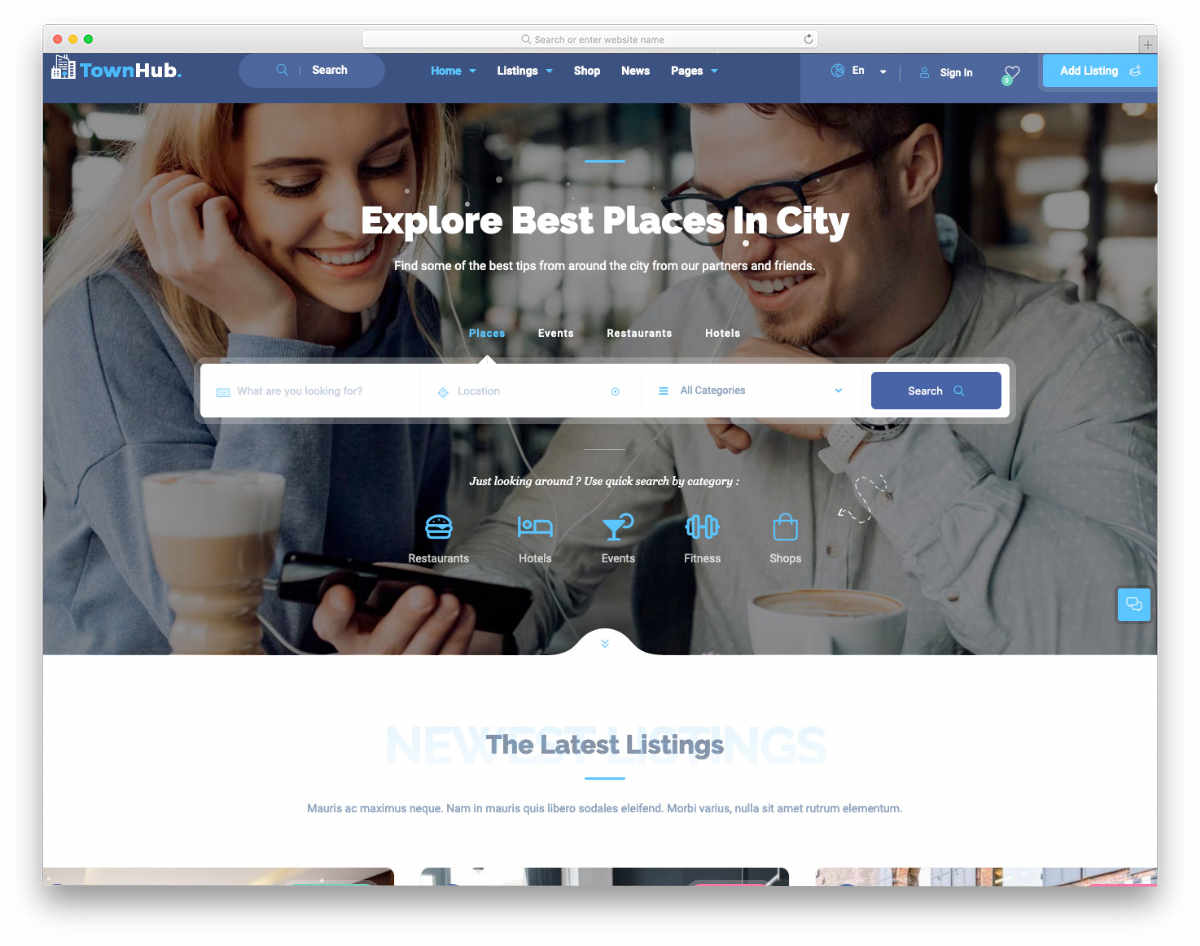 Search or enter website name
TownHub.
Search
Home
Listings
Shop
News
Pages
En
Sign In
0
Add Listing
Explore Best Places In City
Find some of the best tips from around the city from our partners and friends.
Places
Events
Restaurants
Hotels
What are you looking for?
Location
All Categories
Search
Just looking around ? Use quick search by category :
Restaurants
Hotels
Events
Fitness
Shops
NEWEST LISTINGS
The Latest Listings
Mauris ac maximus neque. Nam in mauris quis libero sodales eleifend. Morbi varius, nulla sit amet rutrum elementum.